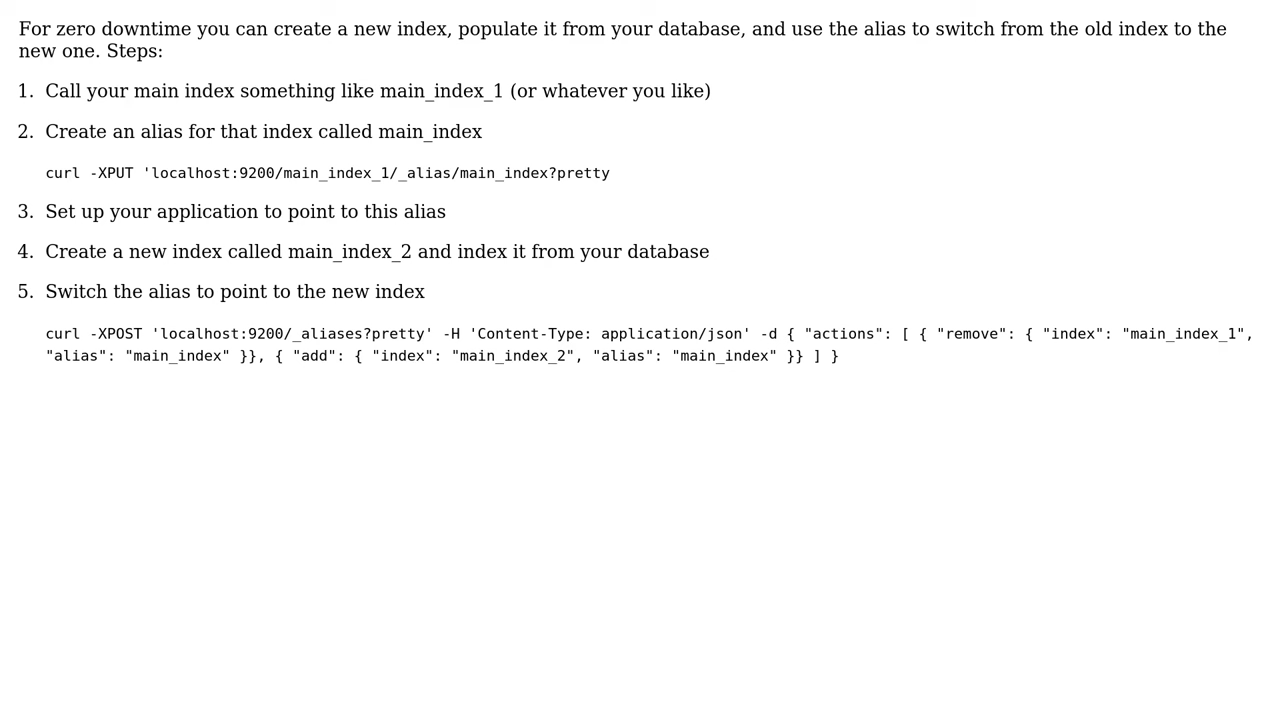 For zero downtime you can create a new index, populate it from your database, and use the alias to switch from the old index to the
new one. Steps:
1. Call your main index something like main_index_1 (or whatever you like)
2. Create an alias for that index called main_index
curl -XPUT 'localhost:9200/main_index_1/_alias/main_index?pretty
3. Set up your application to point to this alias
4. Create a new index called main_index_2 and index it from your database
5. Switch the alias to point to the new index
curl -XPOST 'localhost:9200/_aliases?pretty' -H 'Content-Type: application/json' -d { "actions": [ { "remove": { "index": "main_index_1",
"alias": "main_index" }}, { "add": { "index": "main_index_2", "alias": "main_index" }} ] }